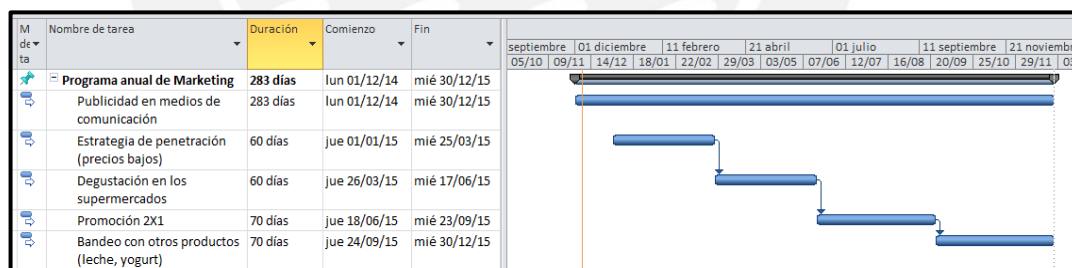 M de ta Nombre de tarea Duración Comienzo Fin
septiembre 01 diciembre 11 febrero 21 abril 01 julio 11 septiembre 21 noviembre
05/10 09/11 14/12 18/01 22/02 29/03 03/05 07/06 12/07 16/08 20/09 25/10 29/11
Programa anual de Marketing 283 días lun 01/12/14 mié 30/12/15
Publicidad en medios de 283 días lun 01/12/14 mié 30/12/15
comunicación
Estrategia de penetración 60 días jue 01/01/15 mié 25/03/15
(precios bajos)
Degustación en los 60 días jue 26/03/15 mié 17/06/15
supermercados
Promoción 2X1 70 días jue 18/06/15 mié 23/09/15
Bandeo con otros productos 70 días jue 24/09/15 mié 30/12/15
(leche, yogurt)